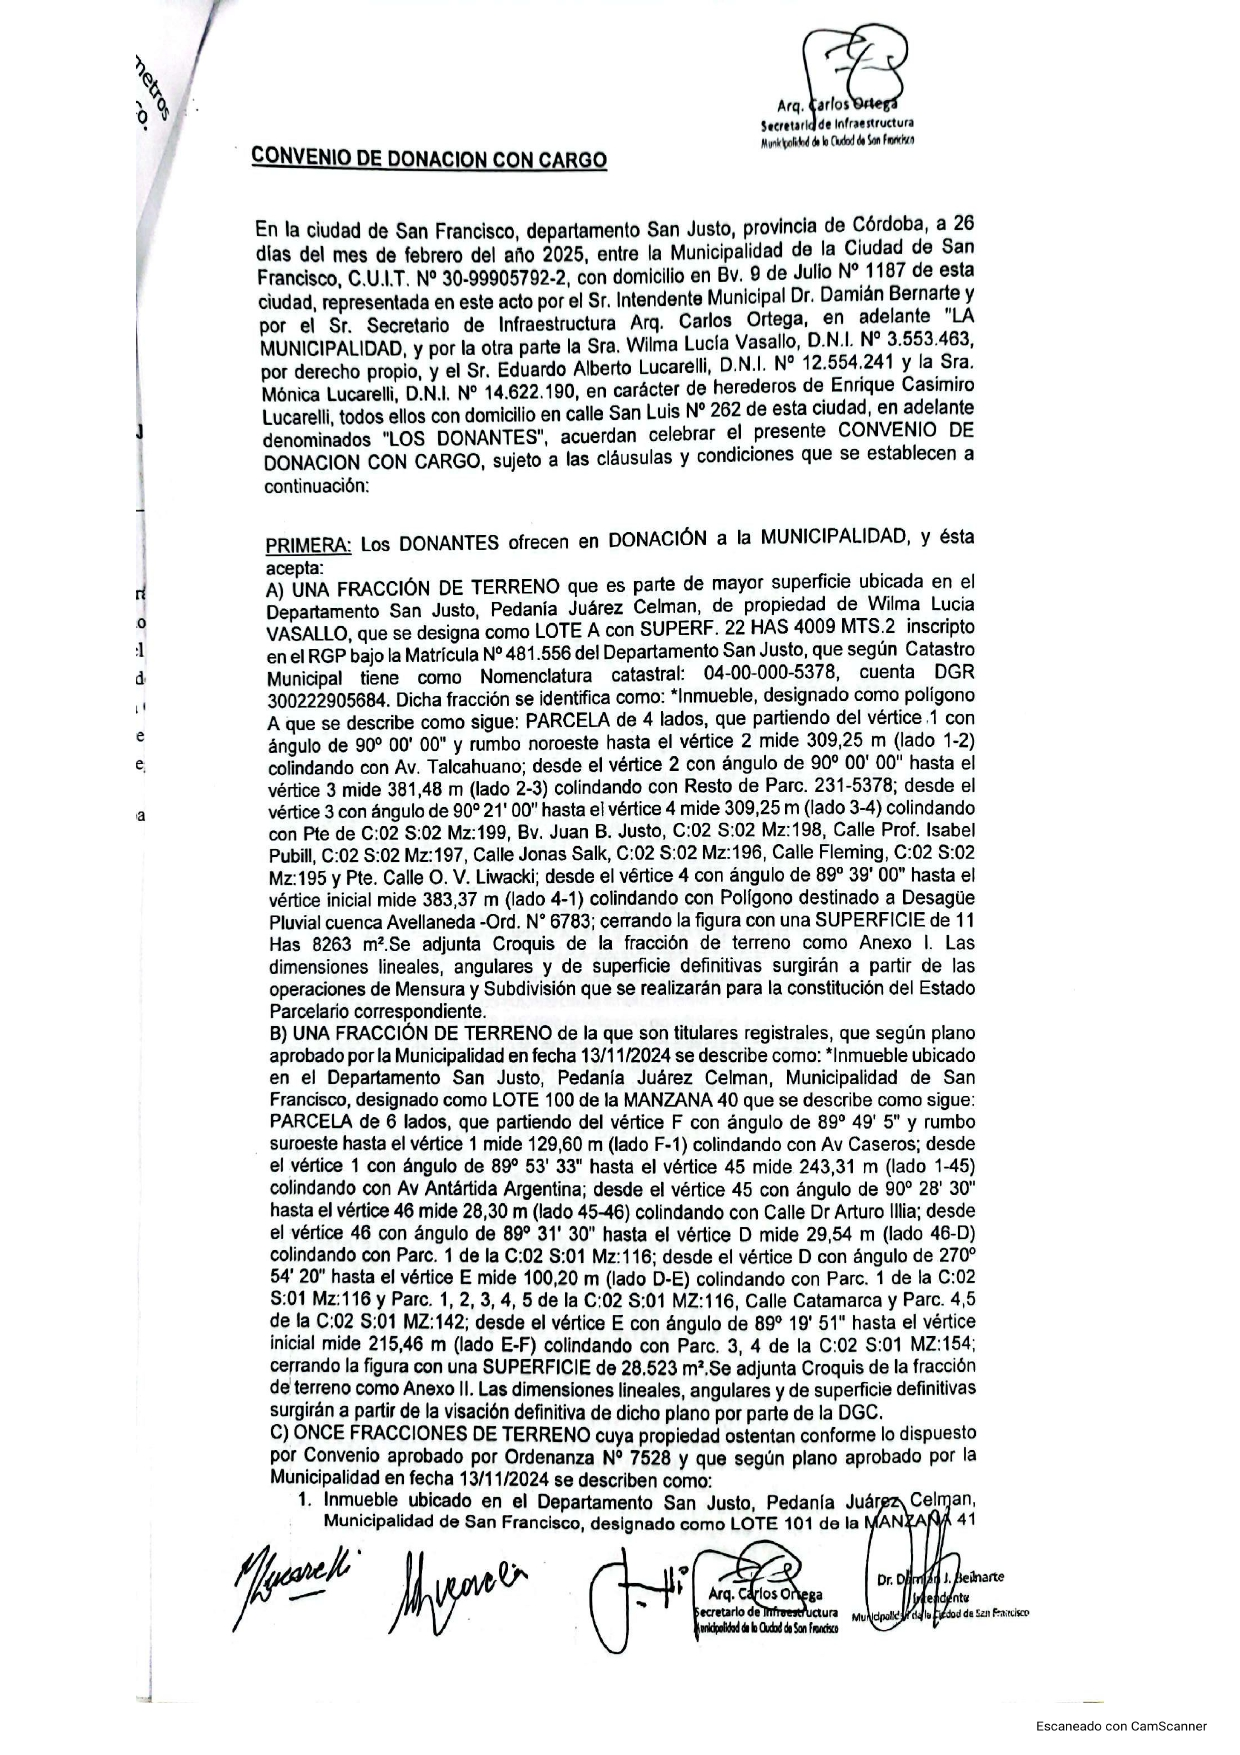 metros
o.
Arq. Carlos Ortega
Secretario de Infraestructura
Municipalidad de la Ciudad de San Francisco
CONVENIO DE DONACION CON CARGO
En la ciudad de San Francisco, departamento San Justo, provincia de Córdoba, a 26
días del mes de febrero del año 2025, entre la Municipalidad de la Ciudad de San
Francisco, C.U.I.T. Nº 30-99905792-2, con domicilio en Bv. 9 de Julio Nº 1187 de esta
ciudad, representada en este acto por el Sr. Intendente Municipal Dr. Damián Bernarte y
por el Sr. Secretario de Infraestructura Arq. Carlos Ortega, en adelante "LA
MUNICIPALIDAD, y por la otra parte la Sra. Wilma Lucía Vasallo, D.N.I. Nº 3.553.463,
por derecho propio, y el Sr. Eduardo Alberto Lucarelli, D.N.I. Nº 12.554.241 y la Sra.
Mónica Lucarelli, D.N.I. Nº 14.622.190, en carácter de herederos de Enrique Casimiro
Lucarelli, todos ellos con domicilio en calle San Luis Nº 262 de esta ciudad, en adelante
denominados "LOS DONANTES", acuerdan celebrar el presente CONVENIO DE
DONACION CON CARGO, sujeto a las cláusulas y condiciones que se establecen a
continuación:
PRIMERA: Los DONANTES ofrecen en DONACIÓN a la MUNICIPALIDAD, y ésta
acepta:
A) UNA FRACCIÓN DE TERRENO que es parte de mayor superficie ubicada en el
Departamento San Justo, Pedanía Juárez Celman, de propiedad de Wilma Lucia
VASALLO, que se designa como LOTE A con SUPERF. 22 HAS 4009 MTS.2 inscripto
en el RGP bajo la Matrícula Nº 481.556 del Departamento San Justo, que según Catastro
Municipal tiene como Nomenclatura catastral: 04-00-000-5378, cuenta DGR
300222905684. Dicha fracción se identifica como: *Inmueble, designado como polígono
A que se describe como sigue: PARCELA de 4 lados, que partiendo del vértice 1 con
ángulo de 90º 00' 00" y rumbo noroeste hasta el vértice 2 mide 309,25 m (lado 1-2)
colindando con Av. Talcahuano; desde el vértice 2 con ángulo de 90º 00' 00" hasta el
vértice 3 mide 381,48 m (lado 2-3) colindando con Resto de Parc. 231-5378; desde el
vértice 3 con ángulo de 90º 21' 00" hasta el vértice 4 mide 309,25 m (lado 3-4) colindando
con Pte de C:02 S:02 Mz:199, Bv. Juan B. Justo, C:02 S:02 Mz:198, Calle Prof. Isabel
Pubill, C:02 S:02 Mz:197, Calle Jonas Salk, C:02 S:02 Mz:196, Calle Fleming, C:02 S:02
Mz:195 y Pte. Calle O. V. Liwacki; desde el vértice 4 con ángulo de 89º 39' 00" hasta el
vértice inicial mide 383,37 m (lado 4-1) colindando con Polígono destinado a Desagüe
Pluvial cuenca Avellaneda -Ord. N° 6783; cerrando la figura con una SUPERFICIE de 11
Has 8263 m².Se adjunta Croquis de la fracción de terreno como Anexo I. Las
dimensiones lineales, angulares y de superficie definitivas surgirán a partir de las
operaciones de Mensura y Subdivisión que se realizarán para la constitución del Estado
Parcelario correspondiente.
B) UNA FRACCIÓN DE TERRENO de la que son titulares registrales, que según plano
aprobado por la Municipalidad en fecha 13/11/2024 se describe como: *Inmueble ubicado
en el Departamento San Justo, Pedanía Juárez Celman, Municipalidad de San
Francisco, designado como LOTE 100 de la MANZANA 40 que se describe como sigue:
PARCELA de 6 lados, que partiendo del vértice F con ángulo de 89º 49' 5" y rumbo
suroeste hasta el vértice 1 mide 129,60 m (lado F-1) colindando con Av Caseros; desde
el vértice 1 con ángulo de 89º 53' 33" hasta el vértice 45 mide 243,31 m (lado 1-45)
colindando con Av Antártida Argentina; desde el vértice 45 con ángulo de 90º 28' 30"
hasta el vértice 46 mide 28,30 m (lado 45-46) colindando con Calle Dr Arturo Illia; desde
el vértice 46 con ángulo de 89º 31' 30" hasta el vértice D mide 29,54 m (lado 46-D)
colindando con Parc. 1 de la C:02 S:01 Mz:116; desde el vértice D con ángulo de 270º
54' 20" hasta el vértice E mide 100,20 m (lado D-E) colindando con Parc. 1 de la C:02
S:01 Mz:116 y Parc. 1, 2, 3, 4, 5 de la C:02 S:01 MZ:116, Calle Catamarca y Parc. 4,5
de la C:02 S:01 MZ:142; desde el vértice E con ángulo de 89º 19' 51" hasta el vértice
inicial mide 215,46 m (lado E-F) colindando con Parc. 3, 4 de la C:02 S:01 MZ:154;
cerrando la figura con una SUPERFICIE de 28.523 m².Se adjunta Croquis de la fracción
de terreno como Anexo II. Las dimensiones lineales, angulares y de superficie definitivas
surgirán a partir de la visación definitiva de dicho plano por parte de la DGC.
C) ONCE FRACCIONES DE TERRENO cuya propiedad ostentan conforme lo dispuesto
por Convenio aprobado por Ordenanza Nº 7528 y que según plano aprobado por la
Municipalidad en fecha 13/11/2024 se describen como:
1. Inmueble ubicado en el Departamento San Justo, Pedanía Juárez Celman,
Municipalidad de San Francisco, designado como LOTE 101 de la MANZANA 41
Arq. Carlos Ortega
Secretario de Infraestructura
Municipalidad de la Ciudad de San Francisco
Dr. Damián J. Bernarte
Intendente
Municipalidad de la Ciudad de San Francisco
Escaneado con CamScanner